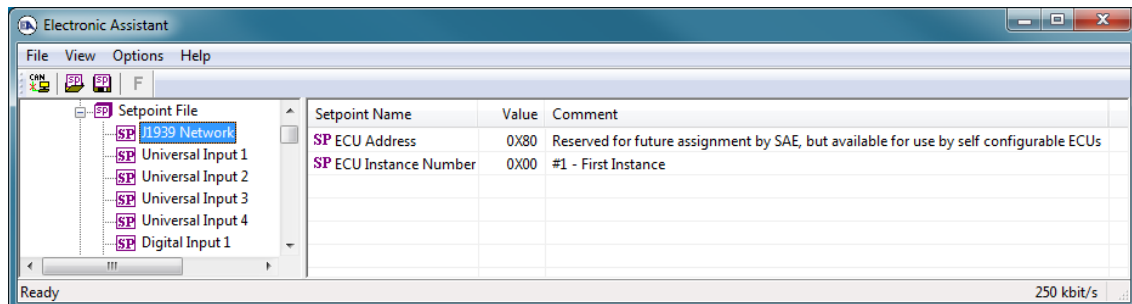 Electronic Assistant
File View Options Help
CAN SP SP F
Setpoint File
SP J1939 Network
SP Universal Input 1
SP Universal Input 2
SP Universal Input 3
SP Universal Input 4
SP Digital Input 1
Setpoint Name Value Comment
SP ECU Address 0X80 Reserved for future assignment by SAE, but available for use by self configurable ECUs
SP ECU Instance Number 0X00 #1 - First Instance
Ready 250 kbit/s